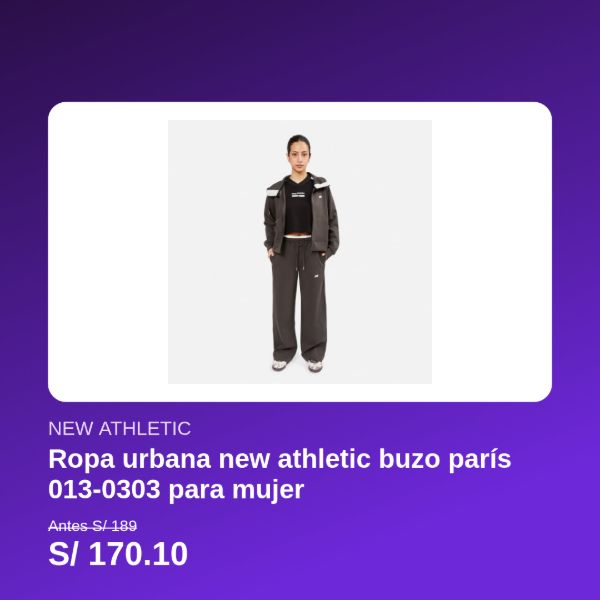 NEW ATHLETIC
Ropa urbana new athletic buzo parís
013-0303 para mujer
Antes S/ 189
S/ 170.10